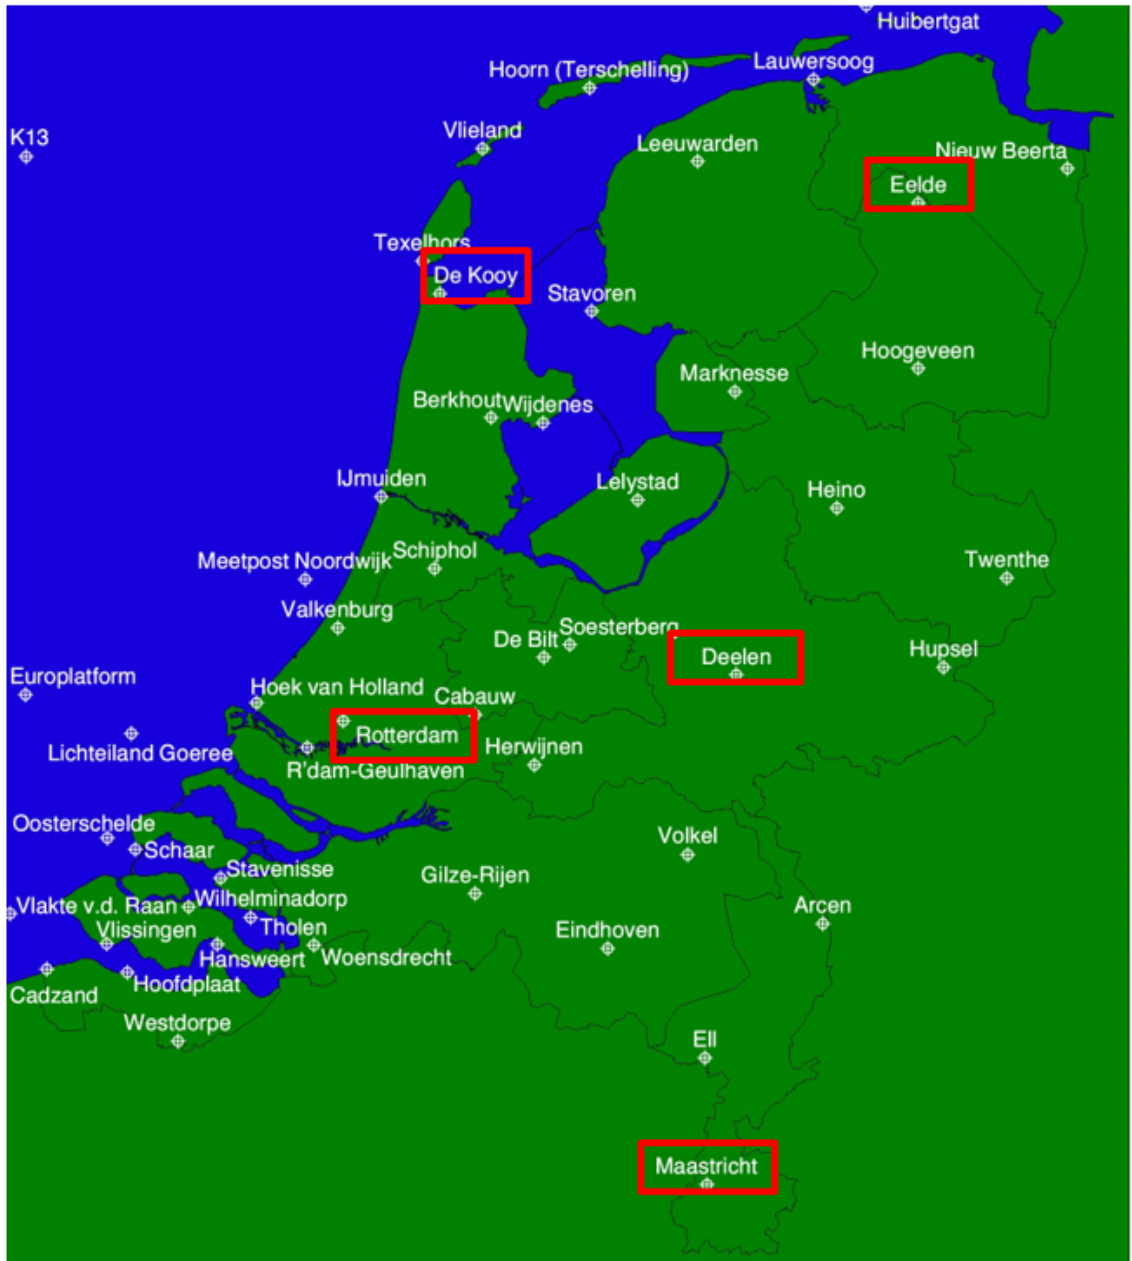 Huibertgat
Lauwersoog
Hoorn (Terschelling)
K13
Vlieland
Leeuwarden
Nieuw Beerta
Eelde
Texelhors
De Kooy
Stavoren
Hoogeveen
Marknesse
Berkhout
Wijdenes
IJmuiden
Lelystad
Heino
Schiphol
Meetpost Noordwijk
Twenthe
Valkenburg
Soesterberg
De Bilt
Deelen
Hupsel
Europlatform
Hoek van Holland
Cabauw
Rotterdam
Lichteiland Goeree
Herwijnen
R'dam-Geulhaven
Oosterschelde
Volkel
Schaar
Stavenisse
Gilze-Rijen
Wilhelminadorp
Vlakte v.d. Raan
Arcen
Tholen
Vlissingen
Eindhoven
Hansweert
Woensdrecht
Hoofdplaat
Cadzand
Westdorpe
Ell
Maastricht